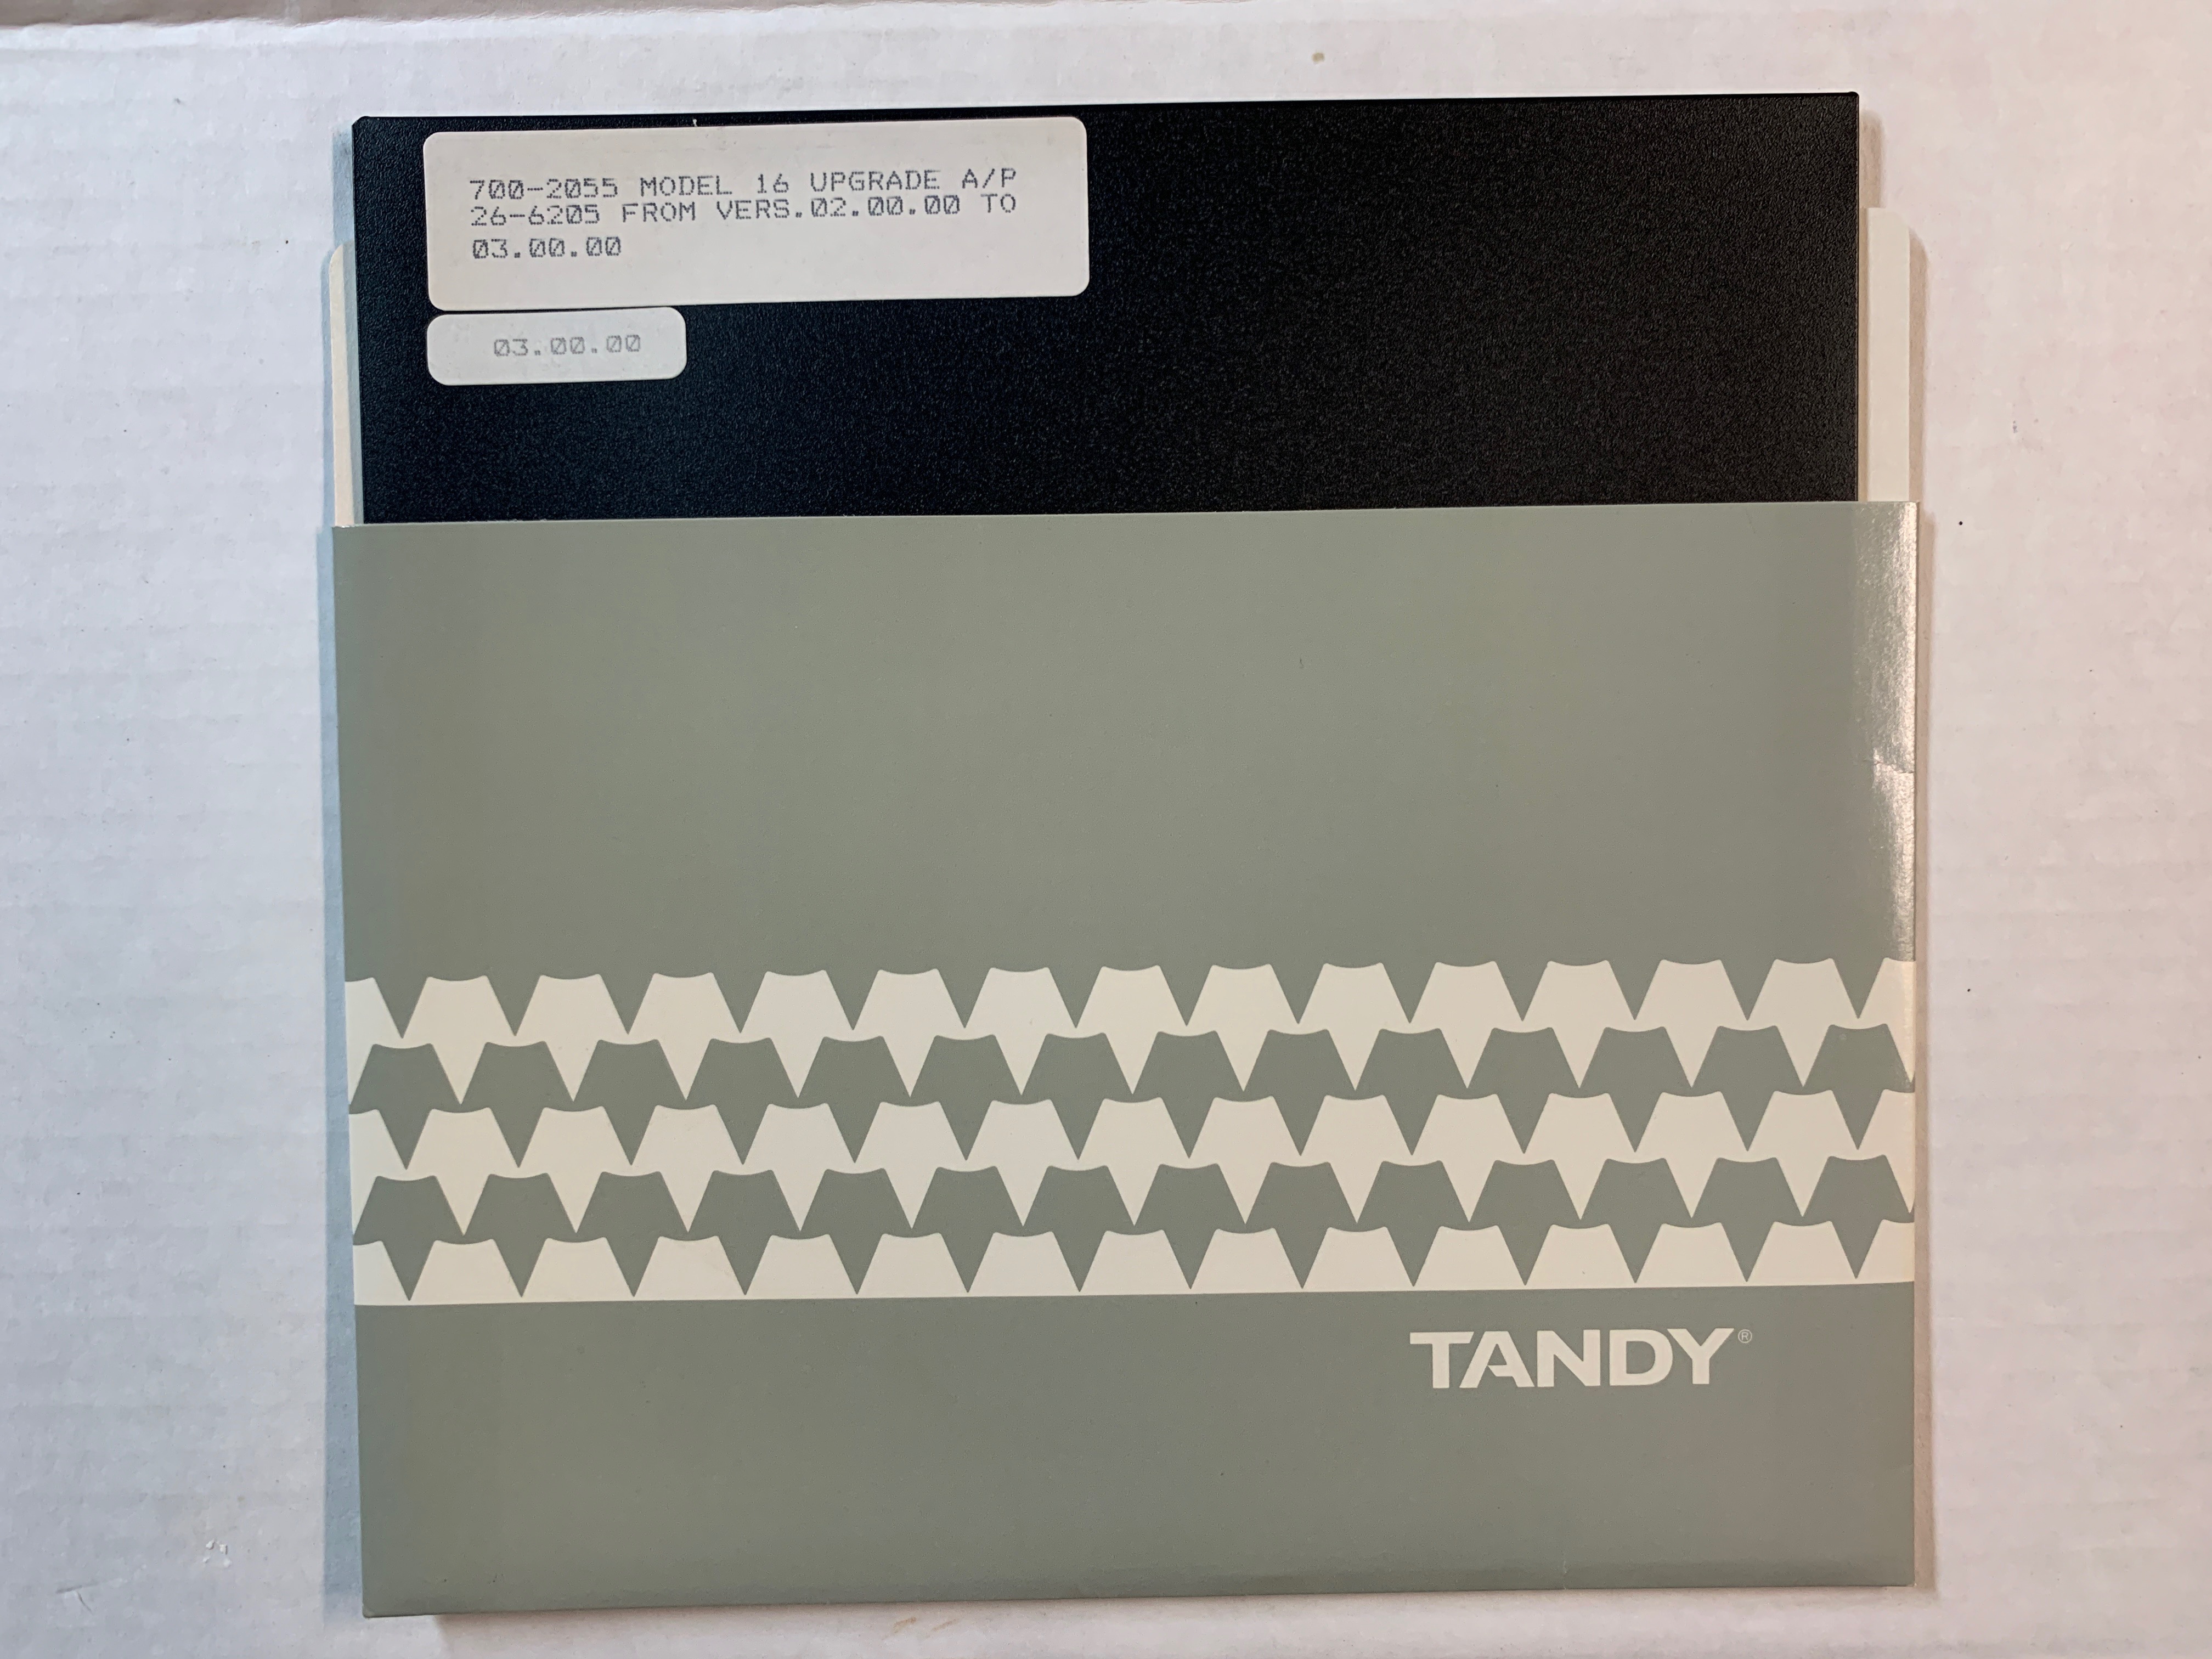 700-2055 MODEL 16 UPGRADE A/P
26-6205 FROM VERS.02.00.00 TO
03.00.00
03.00.00
TANDY®